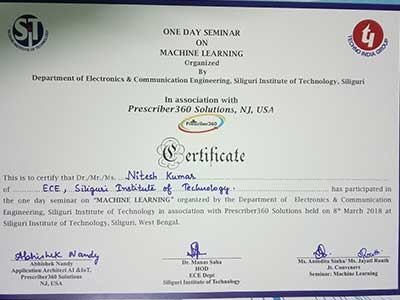 SIT
SILIGURI INSTITUTE OF TECHNOLOGY
TECHNO INDIA GROUP
ONE DAY SEMINAR
ON
MACHINE LEARNING
Organized
By
Department of Electronics & Communication Engineering, Siliguri Institute of Technology, Siliguri
In association with
Prescriber360 Solutions, NJ, USA
Prescriber360
Certificate
This is to certify that Dr./Mr./Ms. Nitesh Kumar
of ECE, Siliguri Institute of Technology. has participated in
the one day seminar on "MACHINE LEARNING" organized by the Department of Electronics & Communication
Engineering, Siliguri Institute of Technology in association with Prescriber360 Solutions held on 8th March 2018 at
Siliguri Institute of Technology, Siliguri, West Bengal.
Abhishek Nandy
Abhishek Nandy
Application Architect AI &IoT,
Prescriber360 Solutions
NJ, USA
Dr. Manas Saha
HOD
ECE Dept
Siliguri Institute of Technology
Ms. Anindita Sinha/ Ms. Jayati Routh
Jt. Conveners
Seminar: Machine Learning